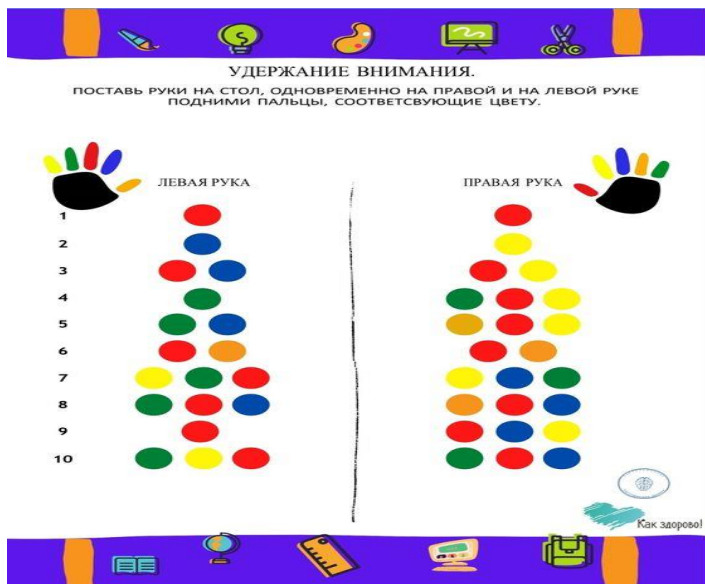 УДЕРЖАНИЕ ВНИМАНИЯ.
ПОСТАВЬ РУКИ НА СТОЛ, ОДНОВРЕМЕННО НА ПРАВОЙ И НА ЛЕВОЙ РУКЕ
ПОДНИМИ ПАЛЬЦЫ, СООТВЕТСВУЮЩИЕ ЦВЕТУ.
ЛЕВАЯ РУКА
ПРАВАЯ РУКА
1
2
3
4
5
6
7
8
9
10
Как здорово!